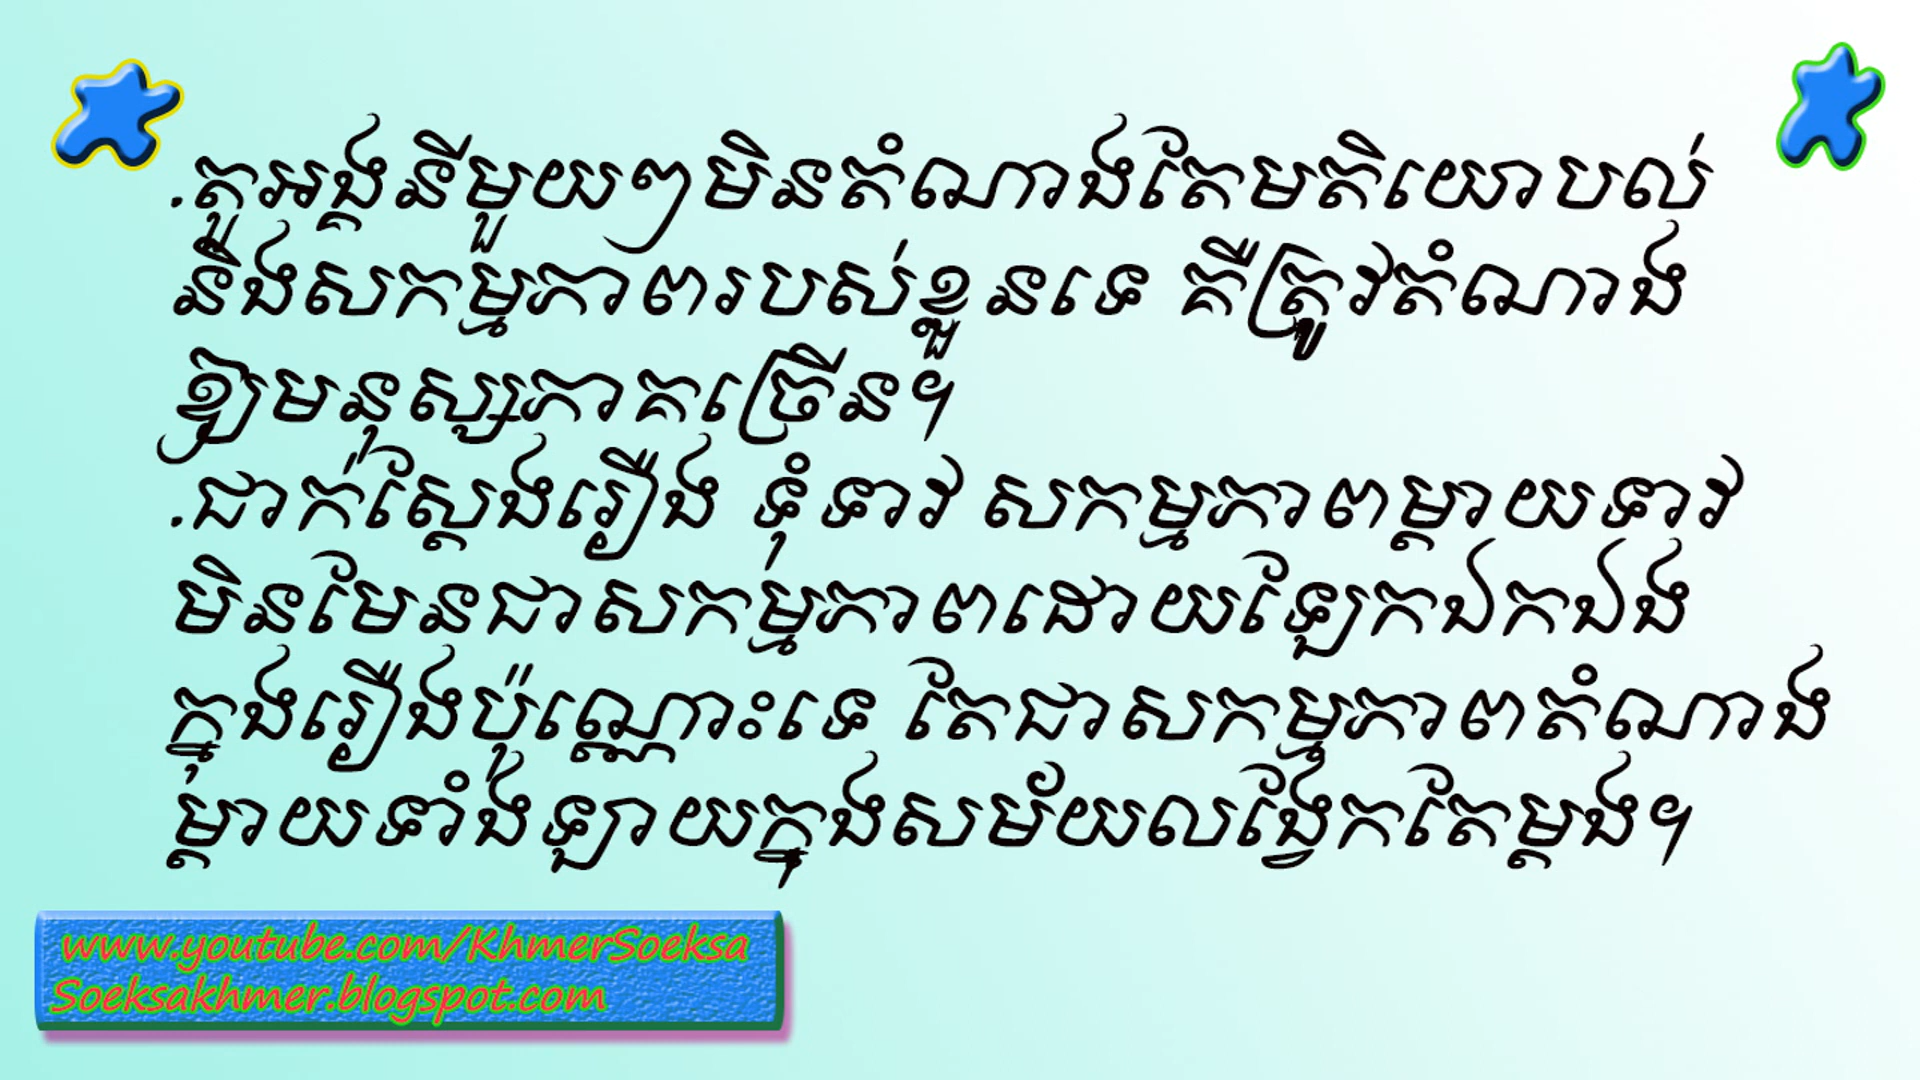 .តួអង្គនីមួយៗមិនតំណាងតែមតិយោបល់
និងសកម្មភាពរបស់ខ្លួនទេ គឺត្រូវតំណាង
ឱ្យមនុស្សភាគច្រើន។
.ជាក់ស្តែងរឿង ទុំទាវ សកម្មភាពម្តាយទាវ
មិនមែនជាសកម្មភាពដោយឡែកឯកឯង
ក្នុងរឿងប៉ុណ្ណោះទេ តែជាសកម្មភាពតំណាង
ម្តាយទាំងឡាយក្នុងសម័យលង្វែកតែម្តង។
www.youtube.com/KhmerSoeksa
Soeksakhmer.blogspot.com